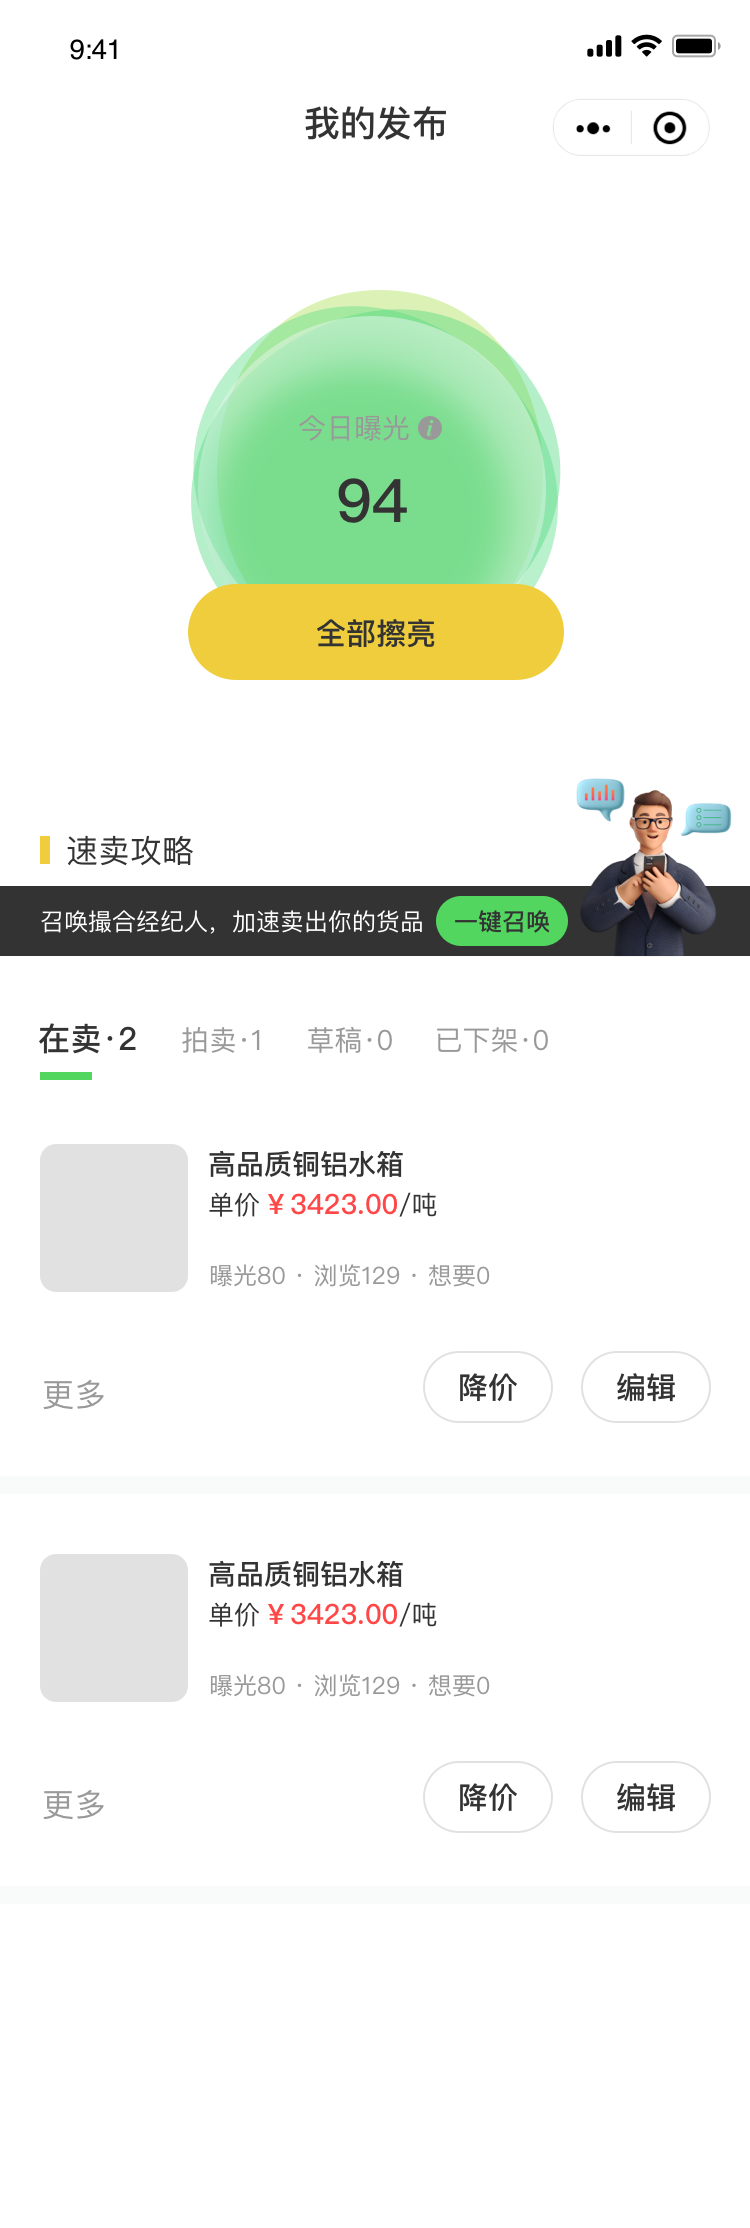 9:41
我的发布
今日曝光
94
全部擦亮
速卖攻略
召唤撮合经纪人，加速卖出你的货品 一键召唤
在卖·2 拍卖·1 草稿·0 已下架·0
高品质铜铝水箱
单价 ¥ 3423.00/吨
曝光80 · 浏览129 · 想要0
更多 降价 编辑
高品质铜铝水箱
单价 ¥ 3423.00/吨
曝光80 · 浏览129 · 想要0
更多 降价 编辑